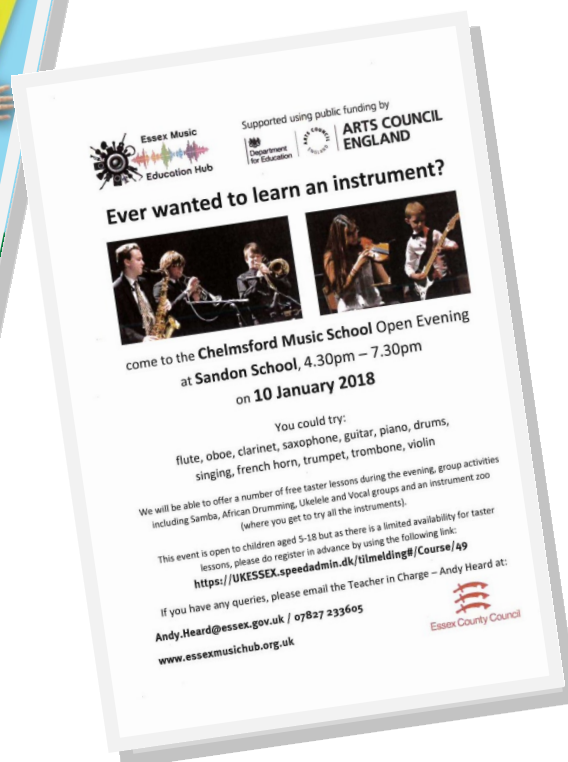 Essex Music
Education Hub
Supported using public funding by
Department
for Education
ARTS COUNCIL
ENGLAND
ARTS COUNCIL
ENGLAND
Ever wanted to learn an instrument?
come to the Chelmsford Music School Open Evening
at Sandon School, 4.30pm – 7.30pm
on 10 January 2018
You could try:
flute, oboe, clarinet, saxophone, guitar, piano, drums,
singing, french horn, trumpet, trombone, violin
We will be able to offer a number of free taster lessons during the evening, group activities
including Samba, African Drumming, Ukelele and Vocal groups and an instrument zoo
(where you get to try all the instruments).
This event is open to children aged 5-18 but as there is a limited availability for taster
lessons, please do register in advance by using the following link:
https://UKESSEX.speedadmin.dk/tilmelding#/Course/49
If you have any queries, please email the Teacher in Charge – Andy Heard at:
Andy.Heard@essex.gov.uk / 07827 233605
www.essexmusichub.org.uk
Essex County Council